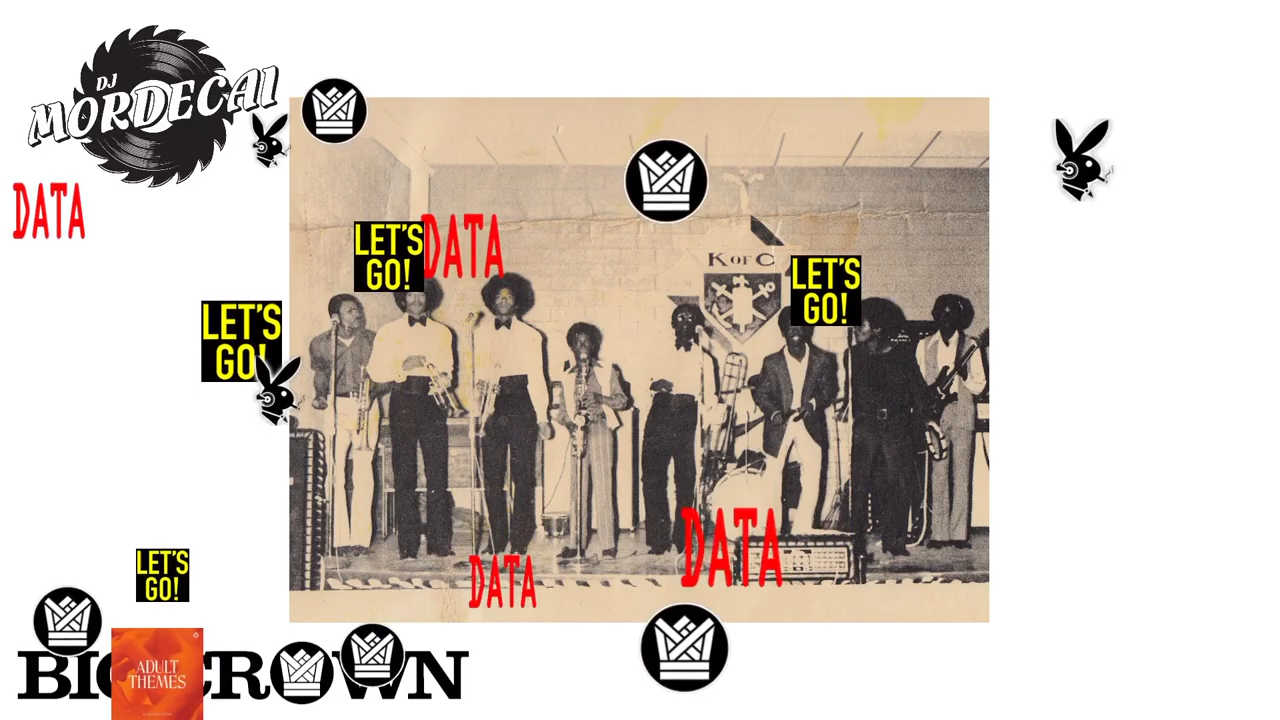 DJ
MORDECAI
DATA
LET'S
GO!
DATA
K OF C
LET'S
GO!
LET'S
GO!
DATA
DATA
LET'S
GO!
ADULT
THEMES
BIG CROWN